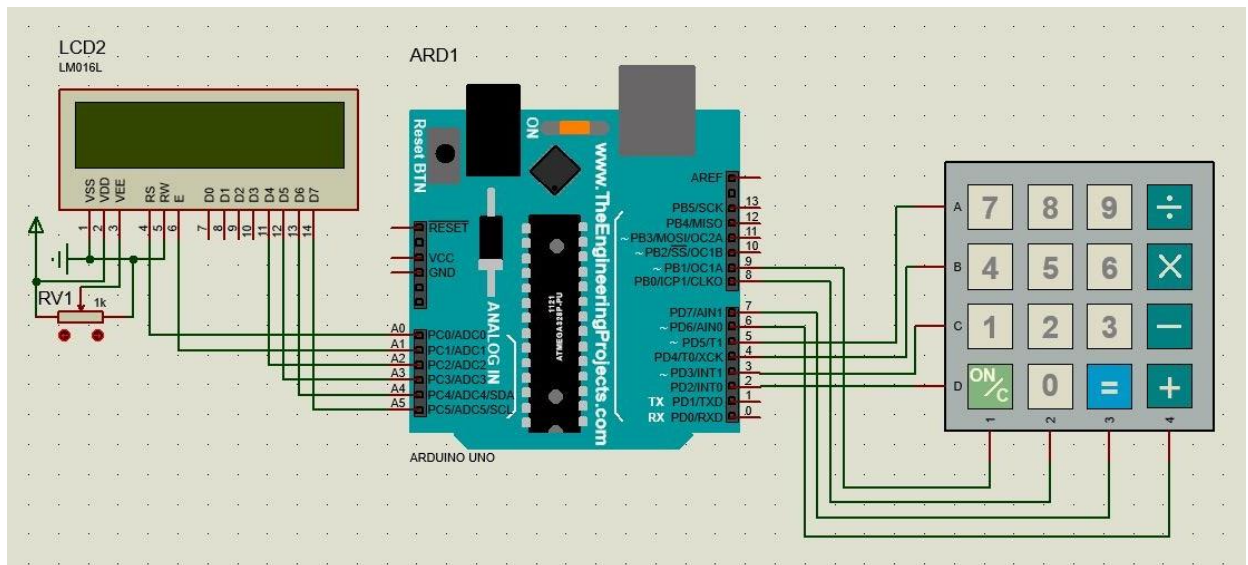 LCD2
LM016L
VSS
VDD
VEE
RS
RW
E
D0
D1
D2
D3
D4
D5
D6
D7
1
2
3
4
5
6
7
8
9
10
11
12
13
14
RV1
1k
ARD1
Reset BTN
ON
www.TheEngineeringProjects.com
RESET
VCC
GND
ANALOG IN
1121
ATMEGA328P-PU
A0 PC0/ADC0
A1 PC1/ADC1
A2 PC2/ADC2
A3 PC3/ADC3
A4 PC4/ADC4/SDA
A5 PC5/ADC5/SCL
AREF
PB5/SCK 13
PB4/MISO 12
~ PB3/MOSI/OC2A 11
~ PB2/SS/OC1B 10
~ PB1/OC1A 9
PB0/ICP1/CLKO 8
PD7/AIN1 7
~ PD6/AIN0 6
~ PD5/T1 5
PD4/T0/XCK 4
~ PD3/INT1 3
PD2/INT0 2
TX PD1/TXD 1
RX PD0/RXD 0
ARDUINO UNO
A 7 8 9 ÷
B 4 5 6 ×
C 1 2 3 −
D ON/C 0 = +
1 2 3 4